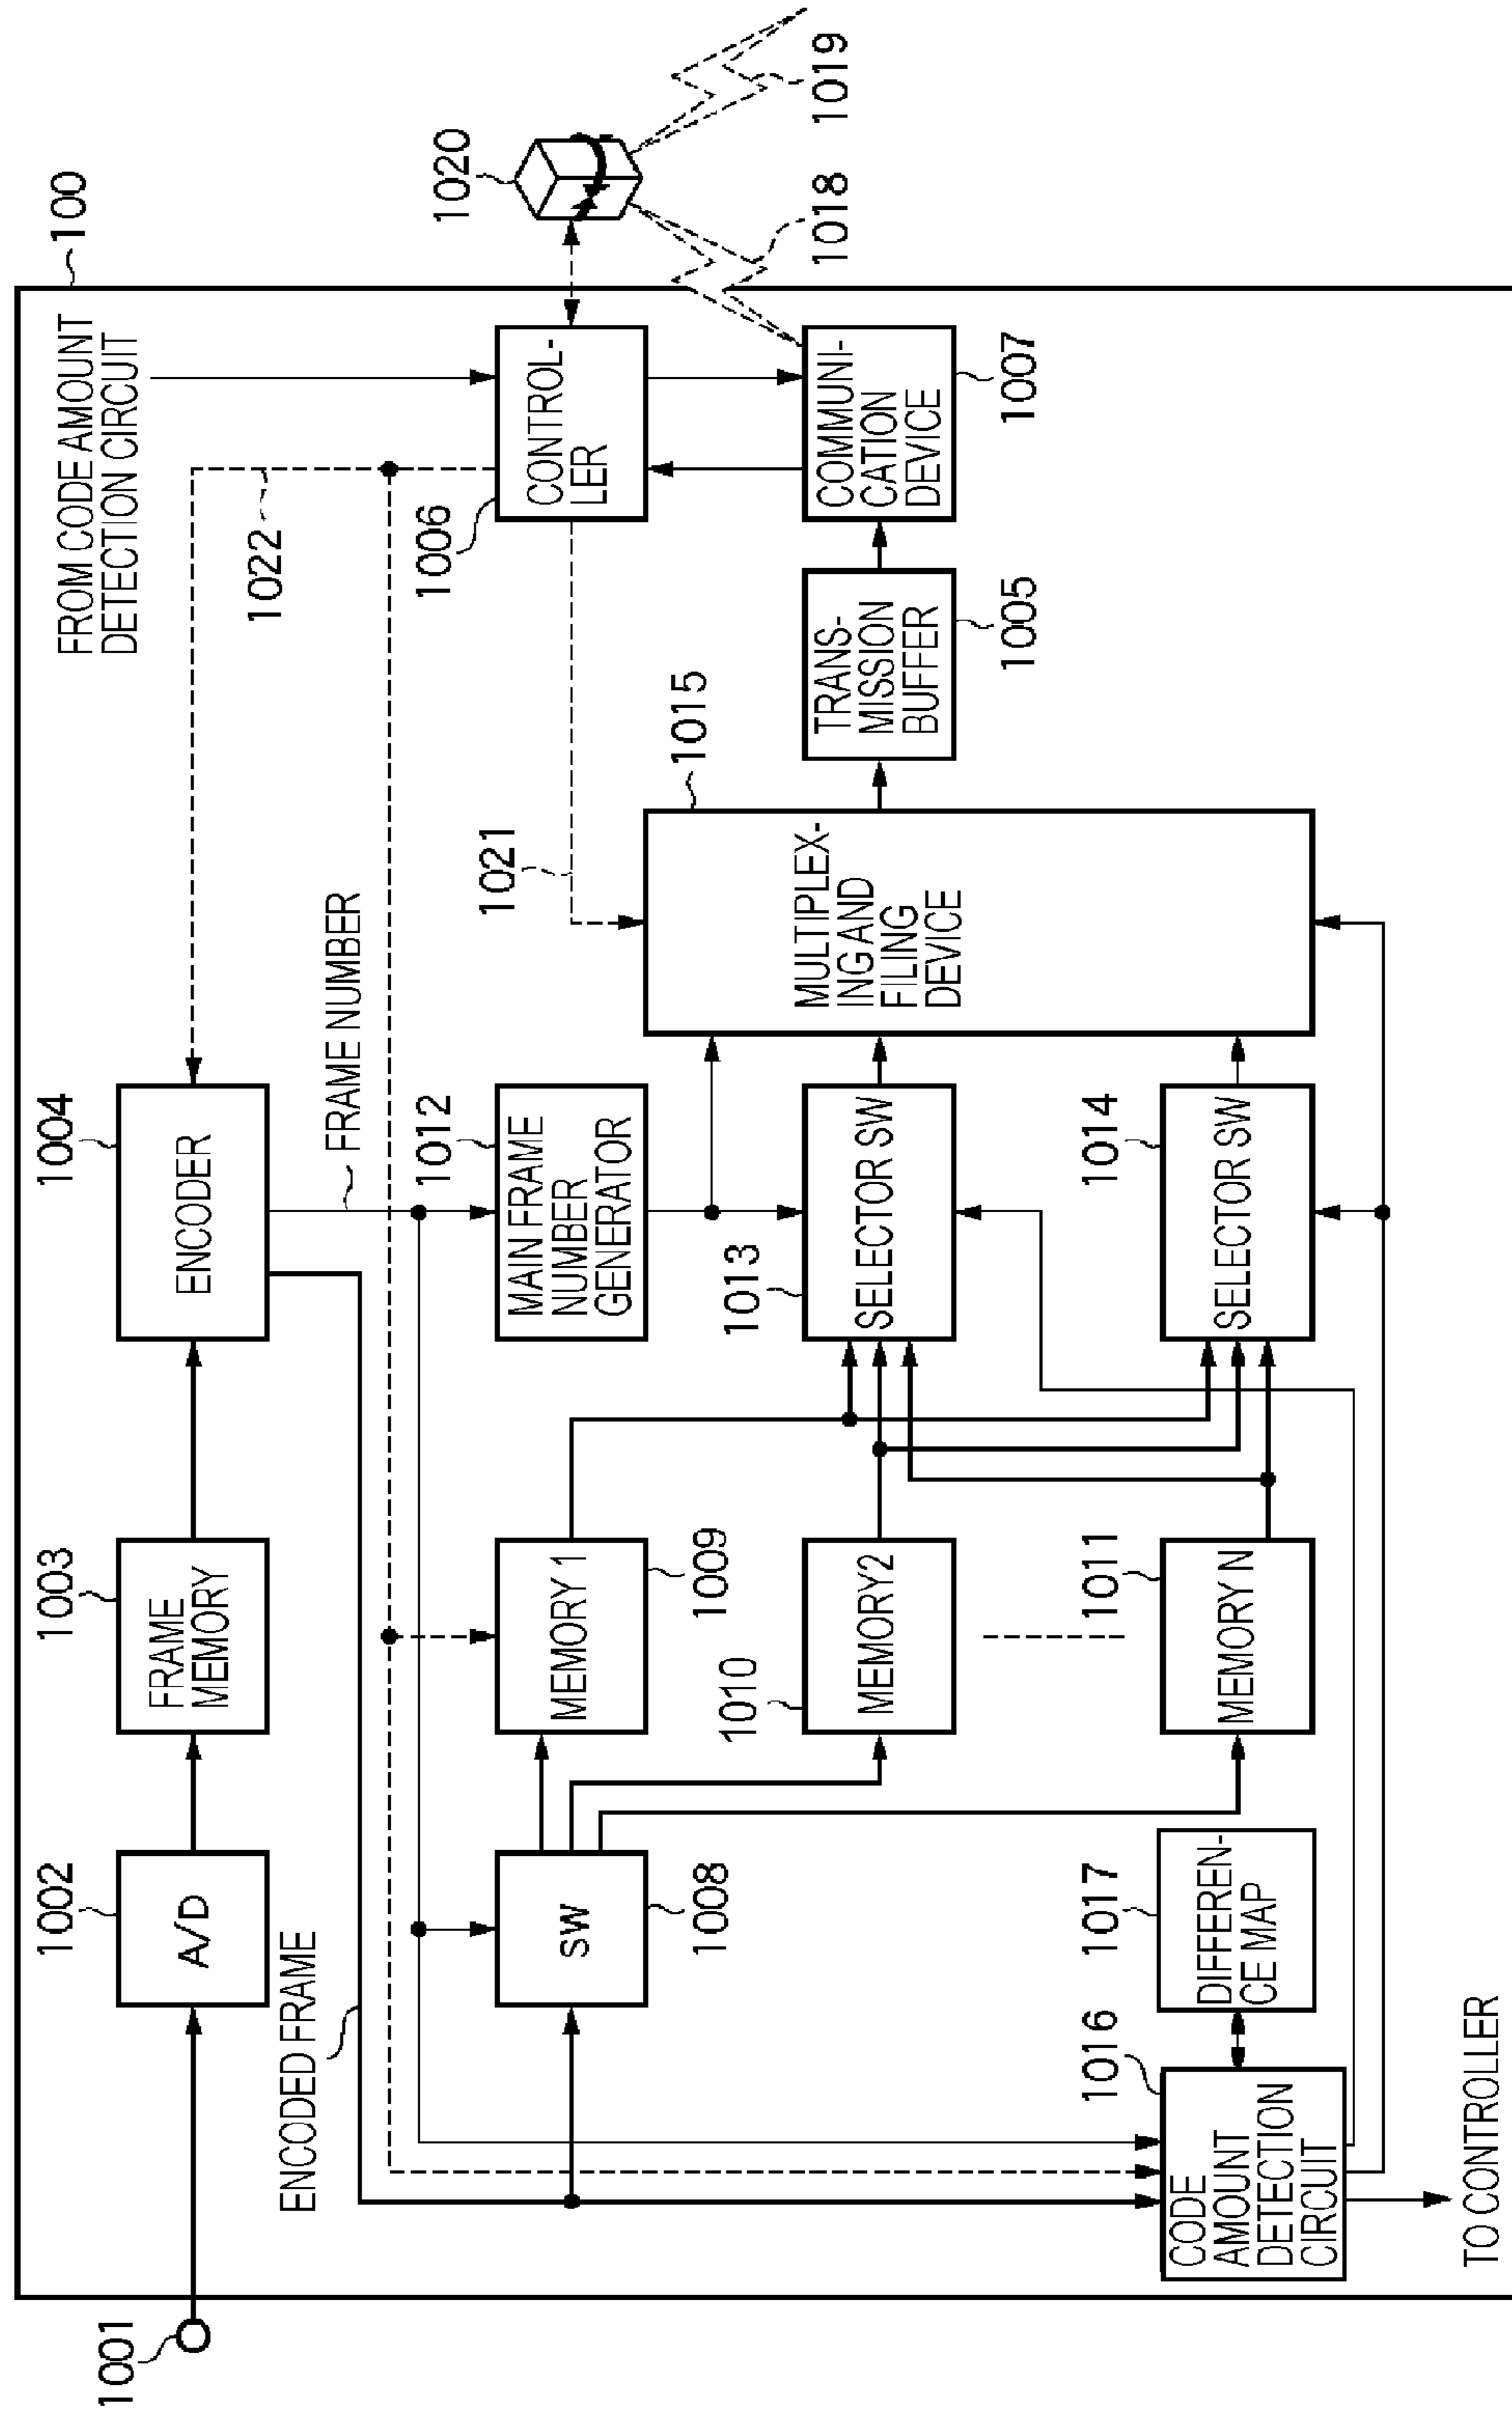 100
FROM CODE AMOUNT
DETECTION CIRCUIT
1001
1002
A/D
1003
FRAME
MEMORY
1004
ENCODER
1022
ENCODED FRAME
FRAME NUMBER
1020
1006
CONTROL-
LER
1008
SW
1009
MEMORY 1
1012
MAIN FRAME
NUMBER
GENERATOR
1021
1015
MULTIPLEX-
ING AND
FILING
DEVICE
1010
MEMORY2
1013
SELECTOR SW
TRANS-
MISSION
BUFFER
1005
COMMUNI-
CATION
DEVICE
1007
1018
1019
1016
CODE
AMOUNT
DETECTION
CIRCUIT
1017
DIFFEREN-
CE MAP
1011
MEMORY N
1014
SELECTOR SW
TO CONTROLLER